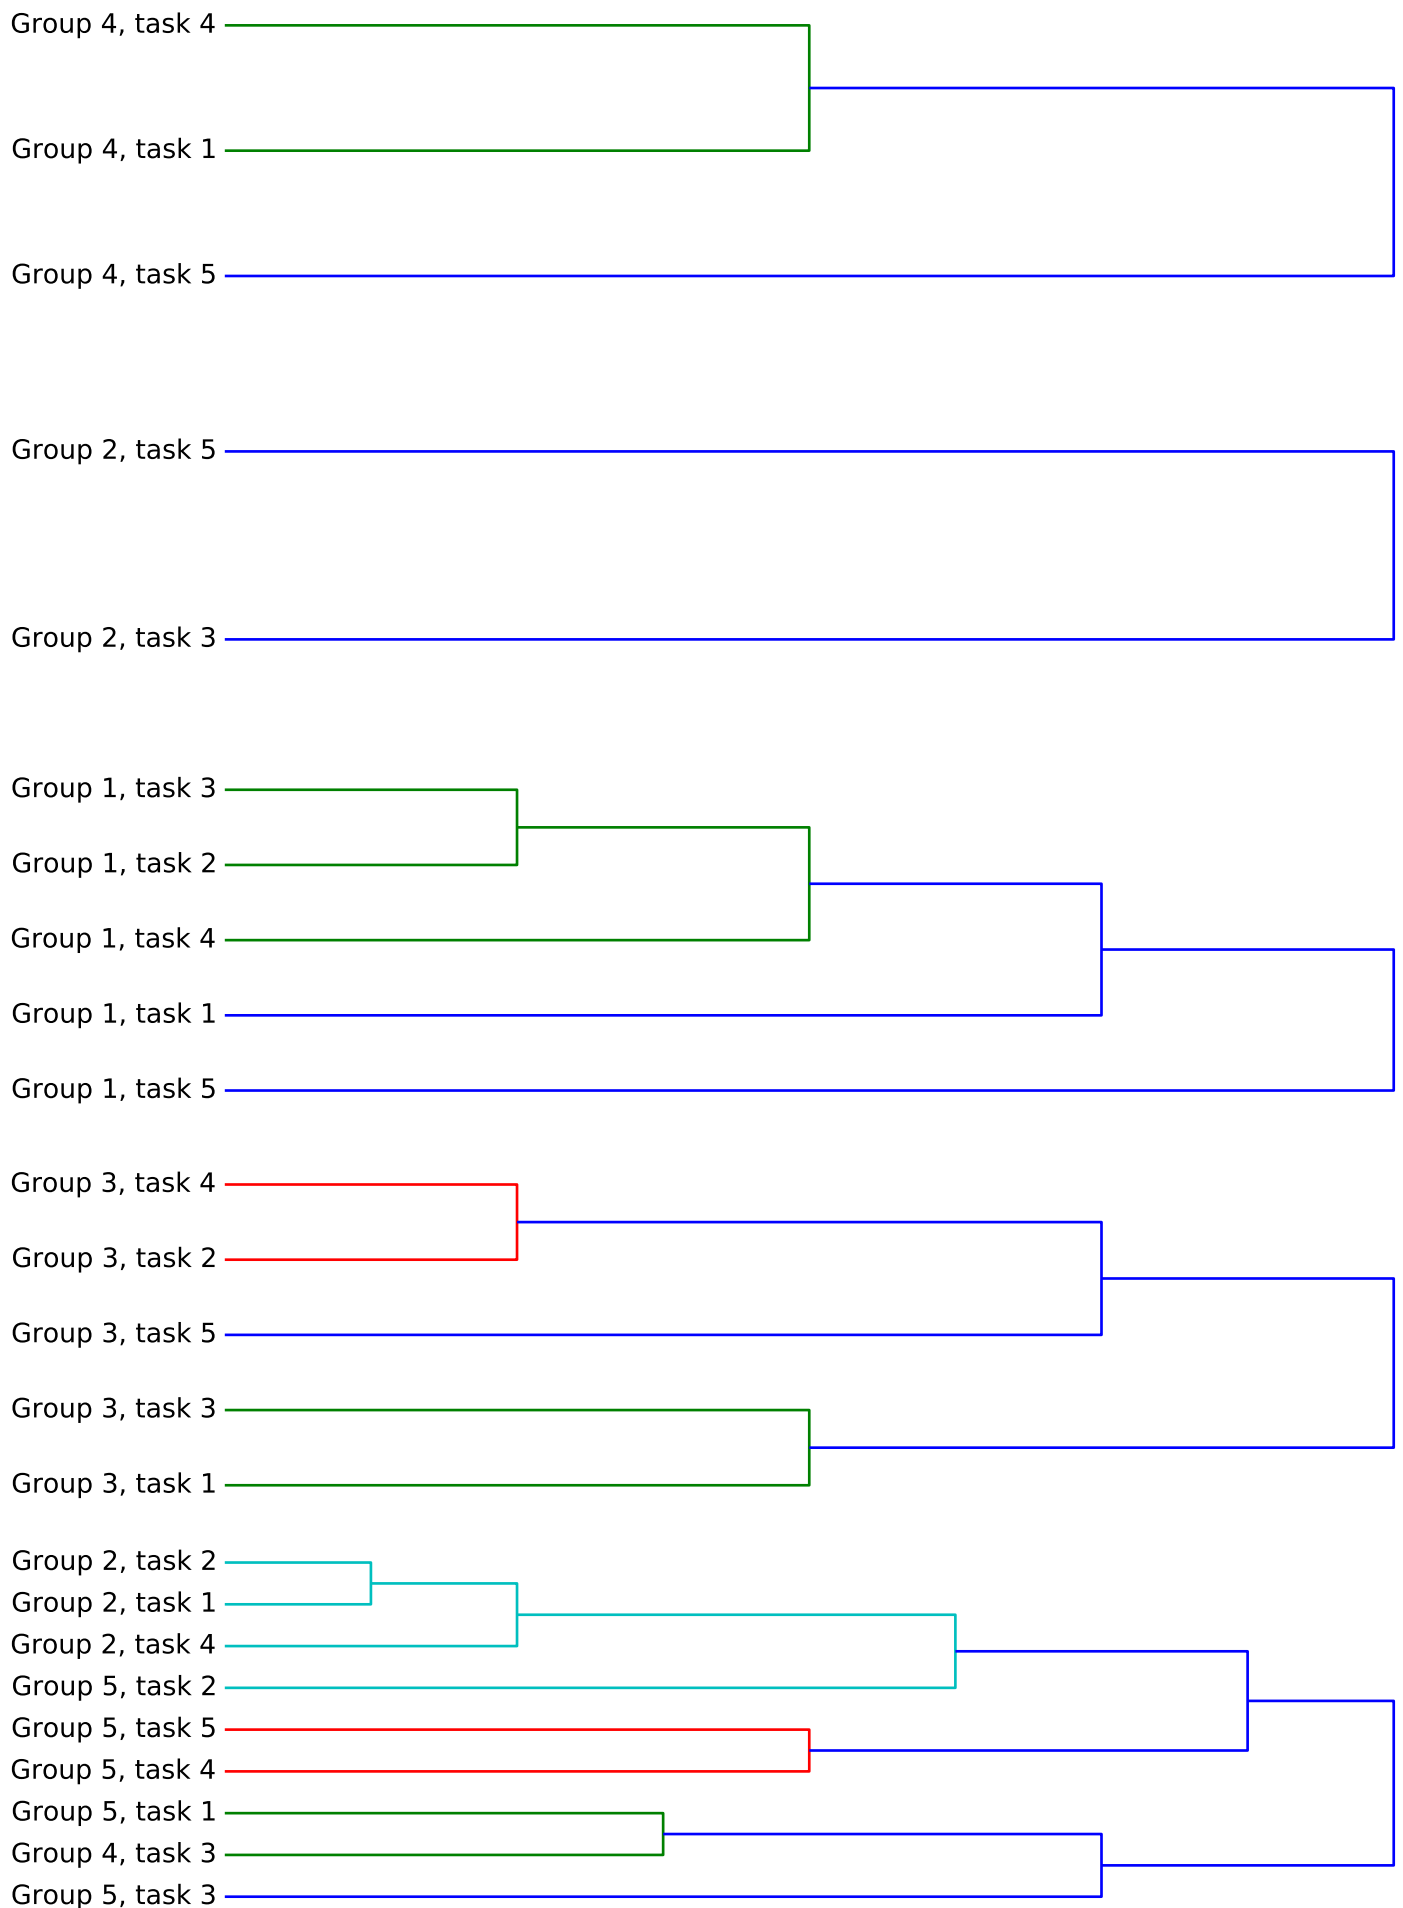 Group 4, task 4
Group 4, task 1
Group 4, task 5
Group 2, task 5
Group 2, task 3
Group 1, task 3
Group 1, task 2
Group 1, task 4
Group 1, task 1
Group 1, task 5
Group 3, task 4
Group 3, task 2
Group 3, task 5
Group 3, task 3
Group 3, task 1
Group 2, task 2
Group 2, task 1
Group 2, task 4
Group 5, task 2
Group 5, task 5
Group 5, task 4
Group 5, task 1
Group 4, task 3
Group 5, task 3